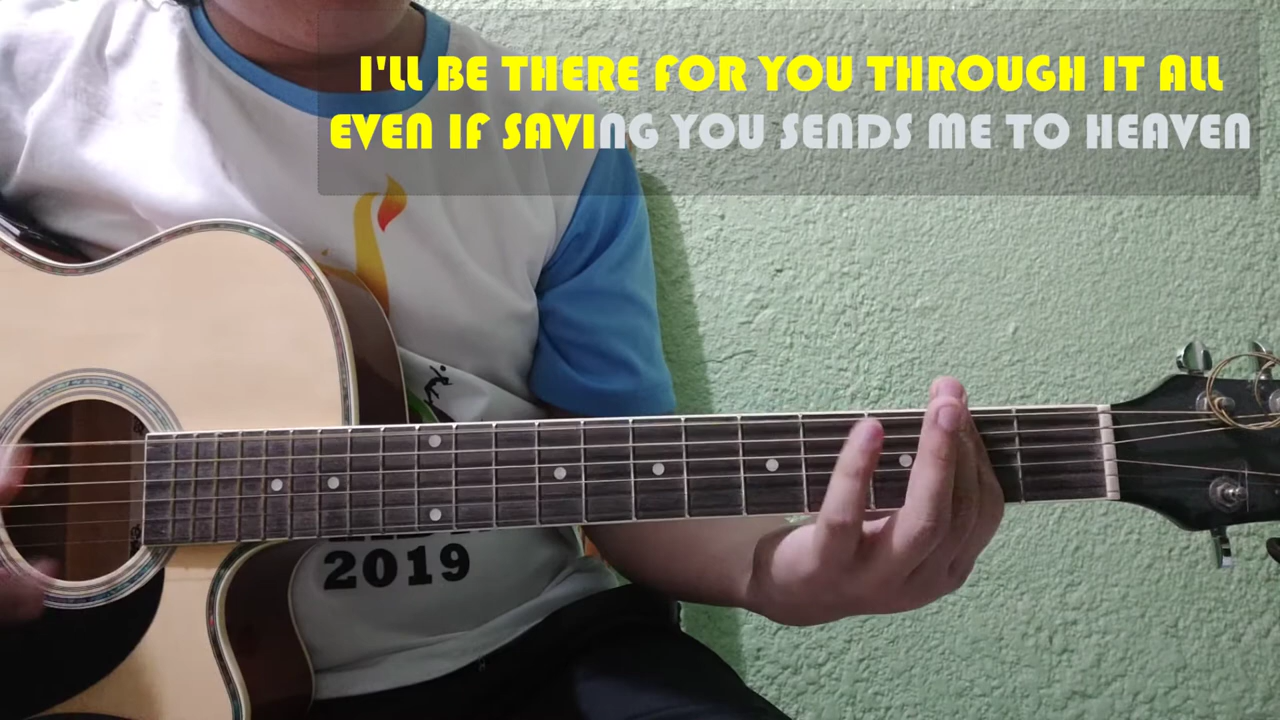 I'LL BE THERE FOR YOU THROUGH IT ALL
EVEN IF SAVING YOU SENDS ME TO HEAVEN
2019